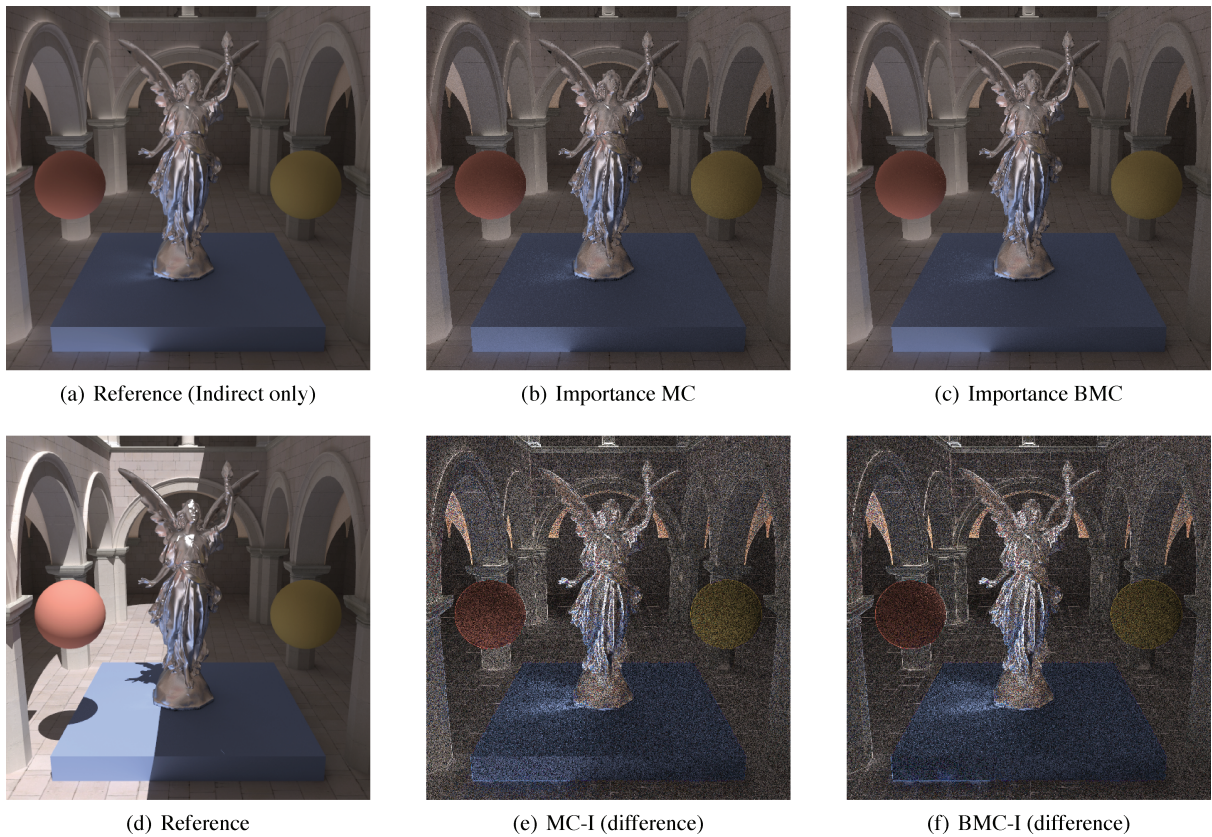 (a) Reference (Indirect only)
(b) Importance MC
(c) Importance BMC
(d) Reference
(e) MC-I (difference)
(f) BMC-I (difference)